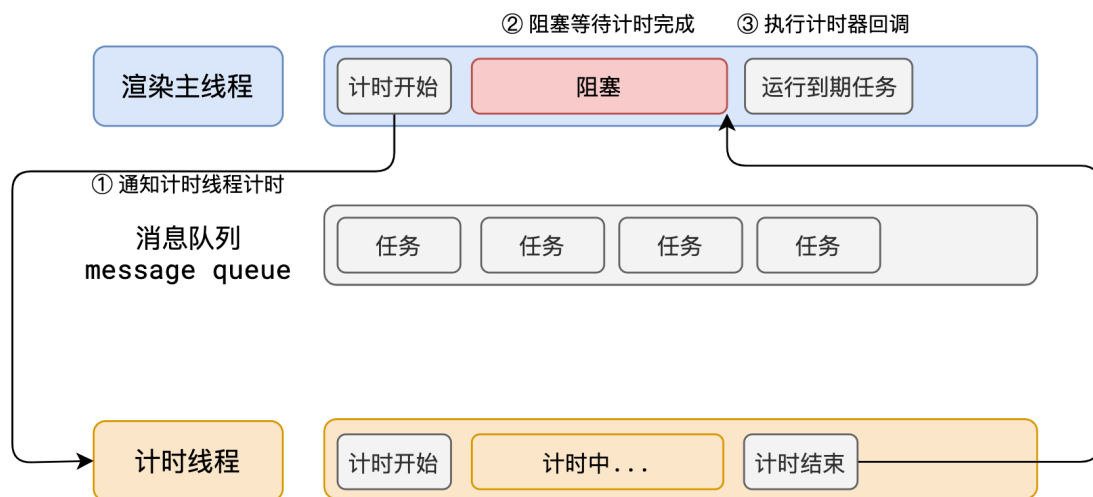 ② 阻塞等待计时完成
③ 执行计时器回调
渲染主线程
计时开始
阻塞
运行到期任务
① 通知计时线程计时
消息队列
message queue
任务
任务
任务
任务
计时线程
计时开始
计时中...
计时结束